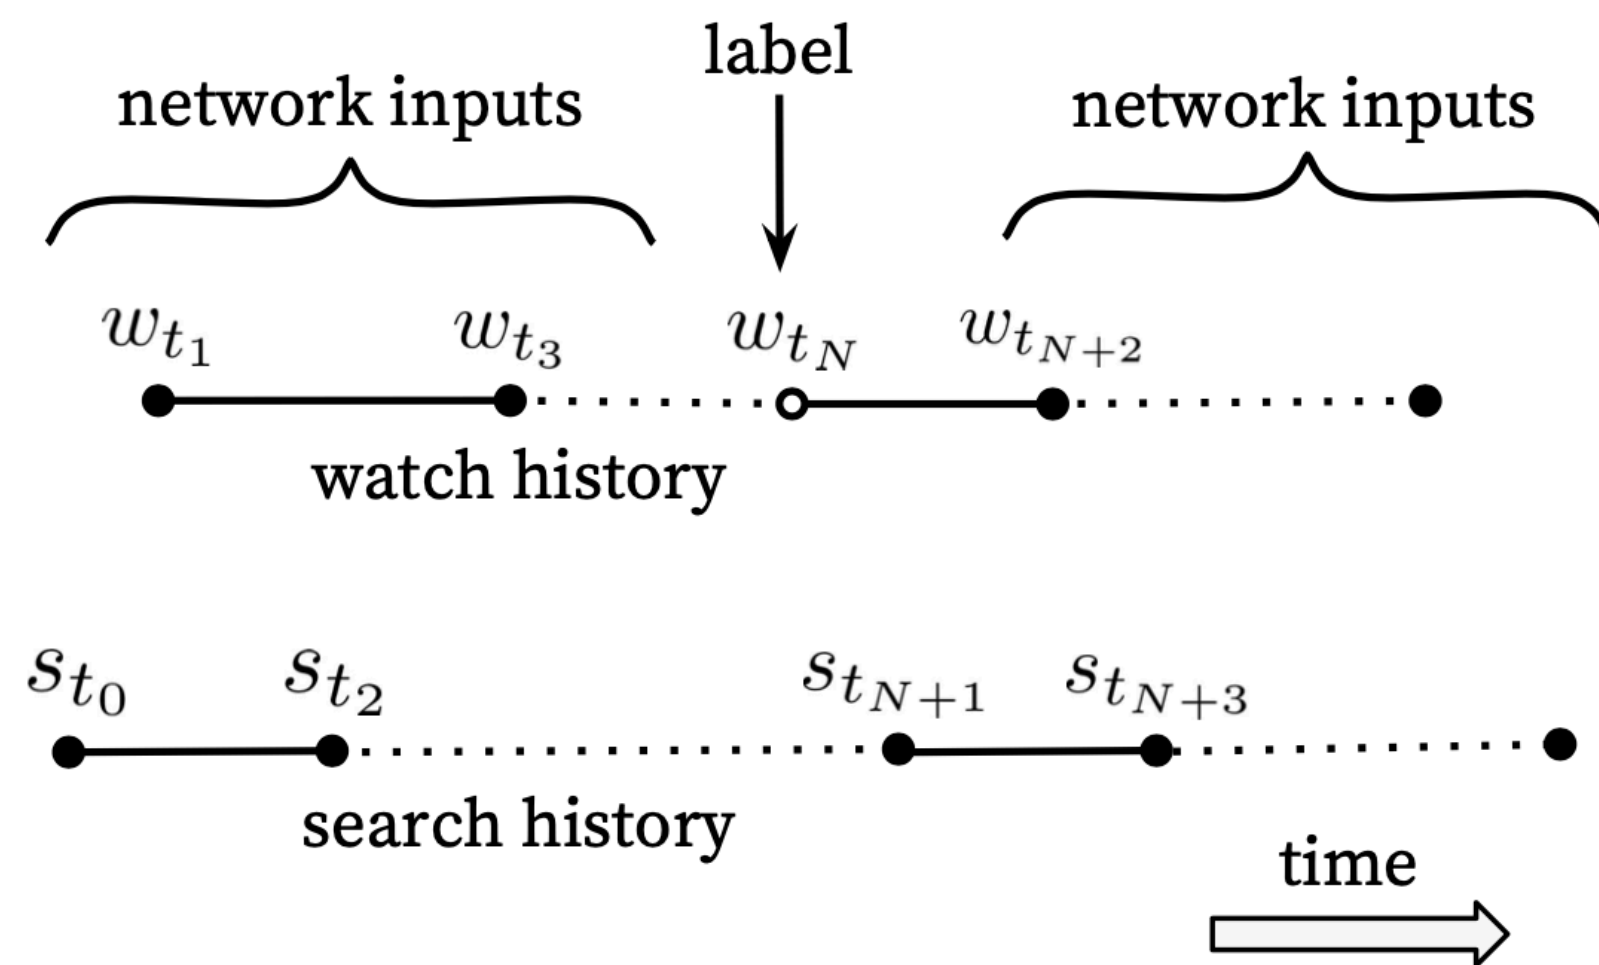 label
network inputs network inputs
w_{t_1} w_{t_3} w_{t_N} w_{t_{N+2}}
watch history
s_{t_0} s_{t_2} s_{t_{N+1}} s_{t_{N+3}}
search history
time